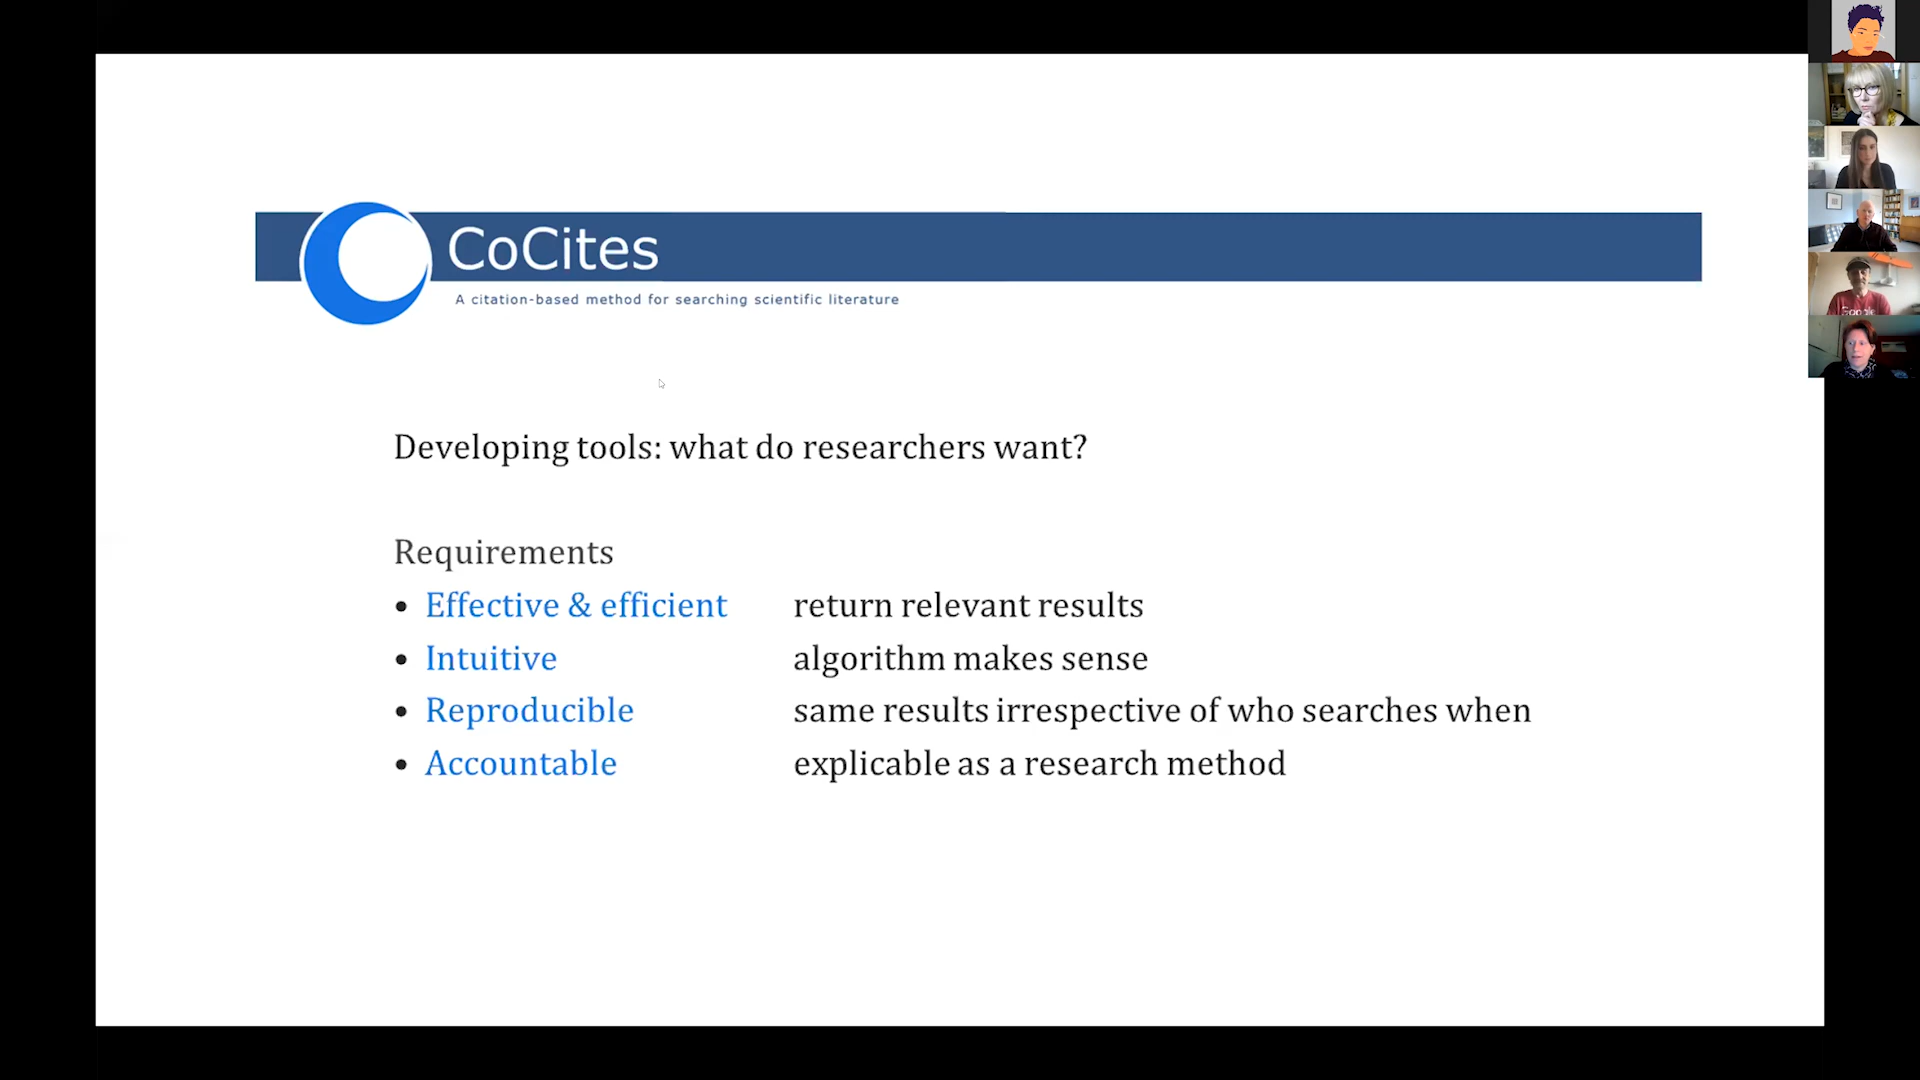 CoCites
A citation-based method for searching scientific literature
Developing tools: what do researchers want?
Requirements
• Effective & efficient return relevant results
• Intuitive algorithm makes sense
• Reproducible same results irrespective of who searches when
• Accountable explicable as a research method
Google